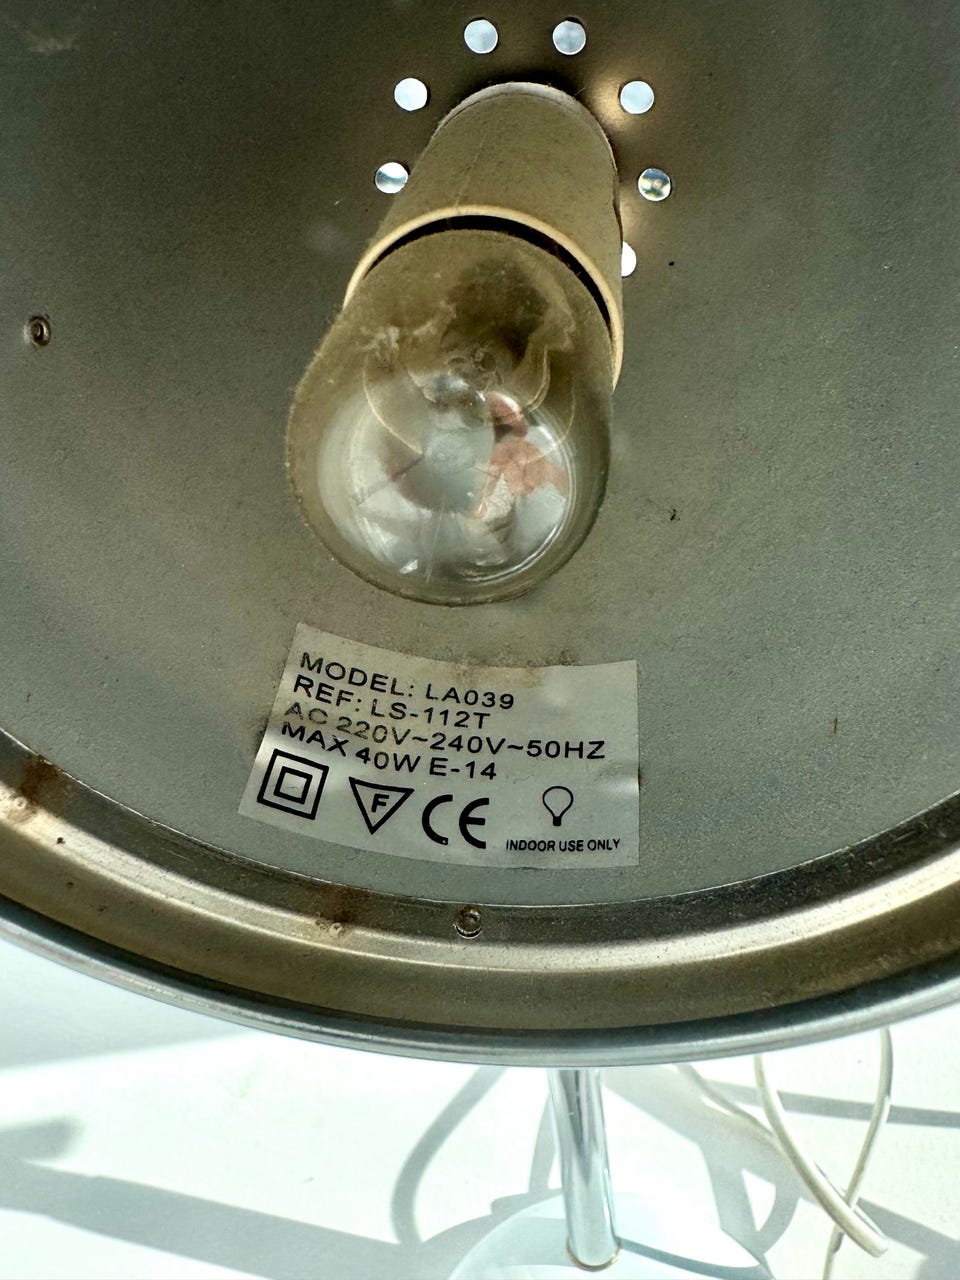 MODEL: LA039
REF: LS-112T
AC 220V~240V~50HZ
MAX 40W E-14
F CE
INDOOR USE ONLY